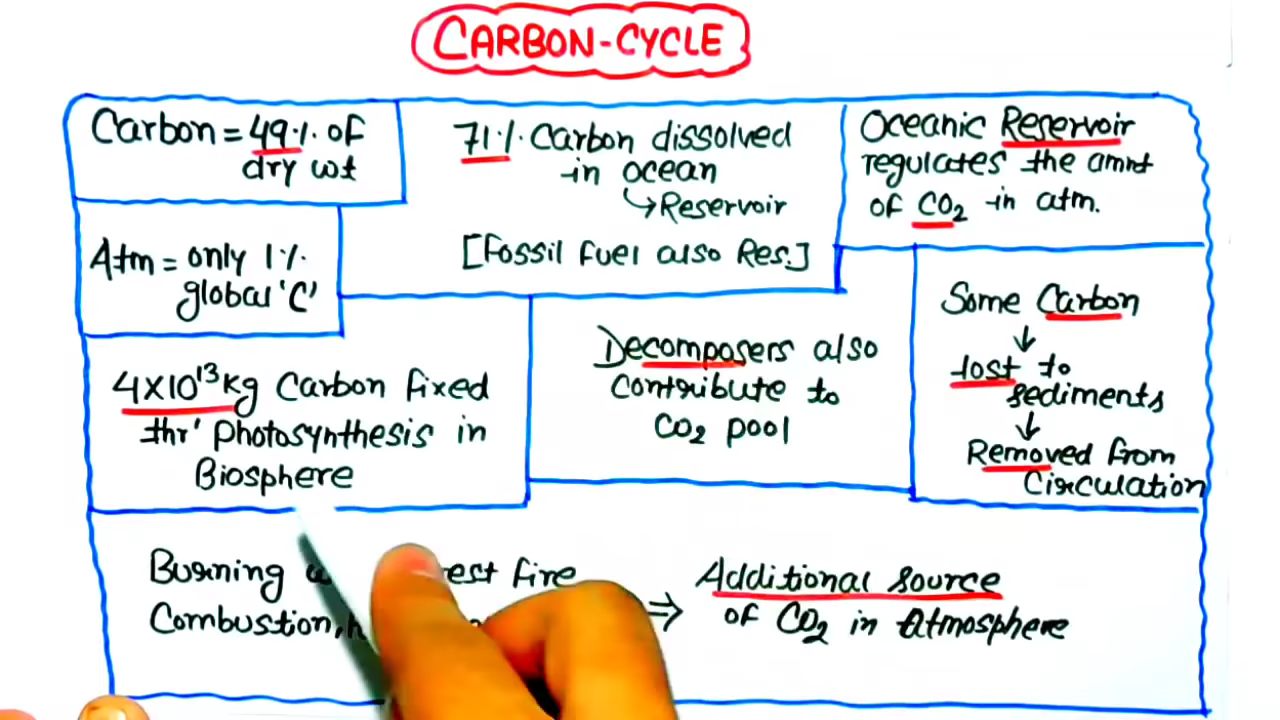 CARBON-CYCLE
Carbon = 49% of
dry wt
71% Carbon dissolved
in ocean
↳Reservoir
[Fossil fuel also Res.]
Oceanic Reservoir
regulates the amnt
of CO₂ in atm.
Atm = only 1%
global 'C'
4×10¹³ Kg Carbon fixed
thr' Photosynthesis in
Biosphere
Decomposers also
contribute to
CO₂ pool
Some Carbon
↓
lost to
sediments
↓
Removed from
Circulation
Burning fire
Combustion,
⇒ Additional source
of CO₂ in Atmosphere